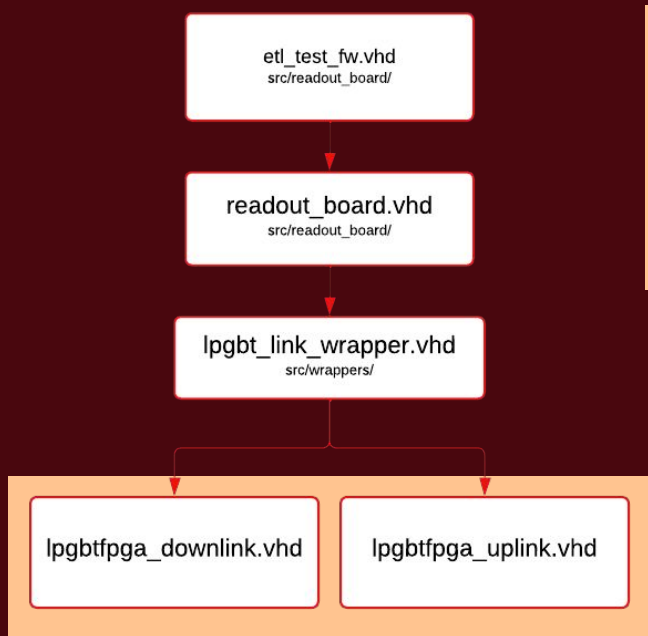 etl_test_fw.vhd
src/readout_board/
readout_board.vhd
src/readout_board/
lpgbt_link_wrapper.vhd
src/wrappers/
lpgbtfpga_downlink.vhd
lpgbtfpga_uplink.vhd